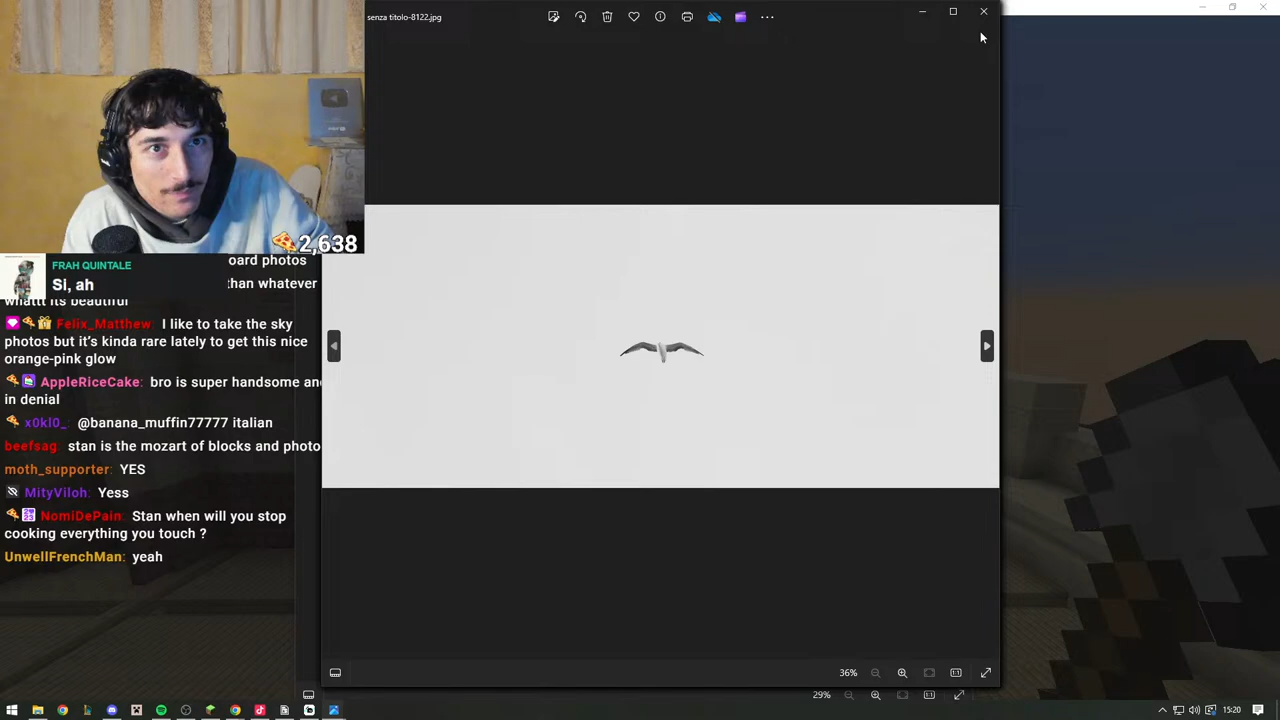 senza titolo-8122.jpg
2,638
FRAH QUINTALE
Si, ah
oard photos
than whatever
whattt its beautiful
Felix_Matthew: I like to take the sky
photos but it's kinda rare lately to get this nice
orange-pink glow
AppleRiceCake: bro is super handsome and
in denial
x0kl0_: @banana_muffin77777 italian
beefsag: stan is the mozart of blocks and photo
moth_supporter: YES
MityViloh: Yess
NomiDePain: Stan when will you stop
cooking everything you touch ?
UnwellFrenchMan: yeah
36%
29%
15:20